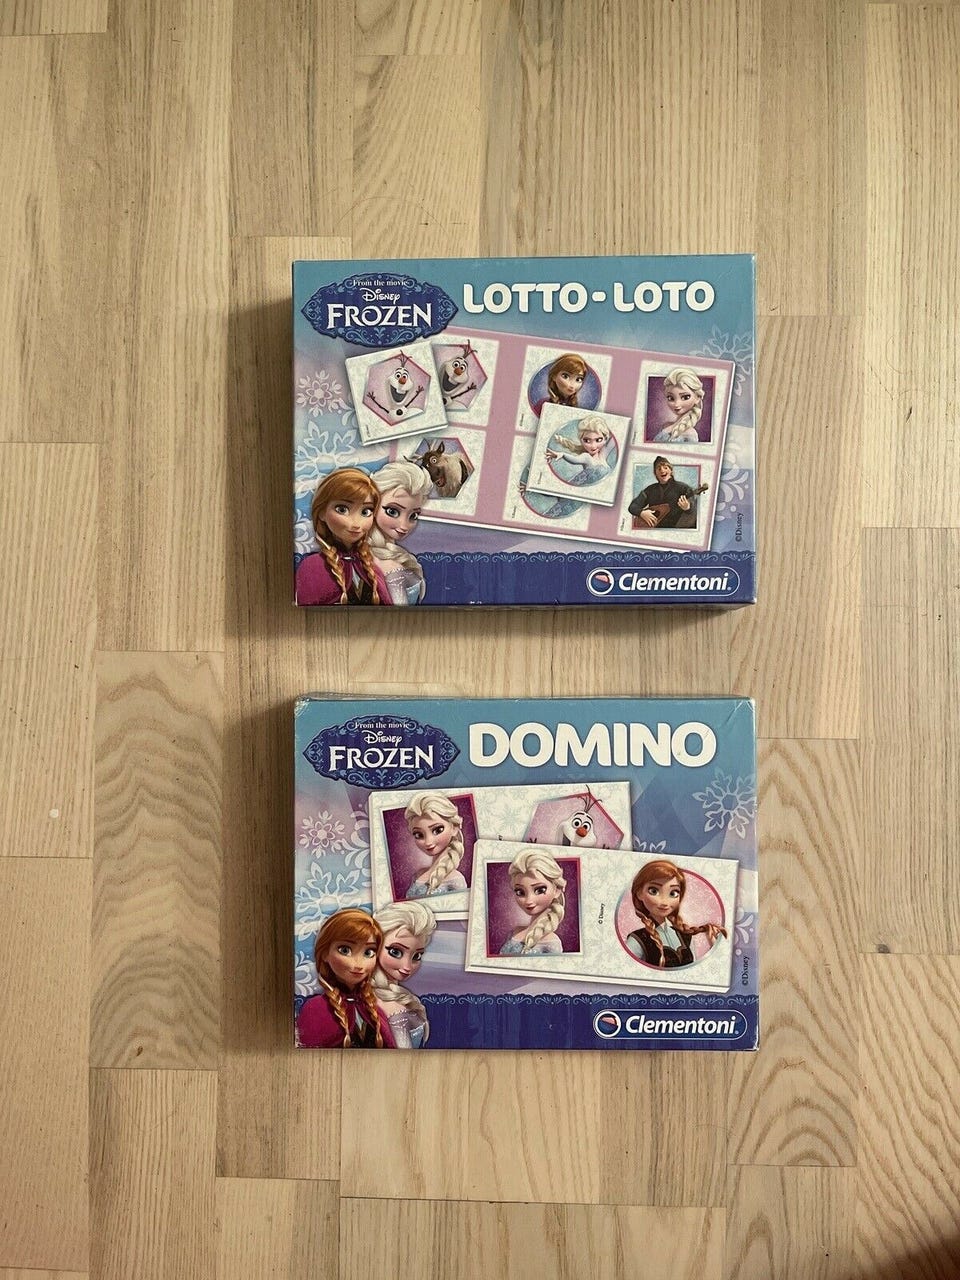 From the movie
Disney
FROZEN
LOTTO-LOTO
©Disney
Clementoni
From the movie
Disney
FROZEN
DOMINO
© Disney
©Disney
Clementoni